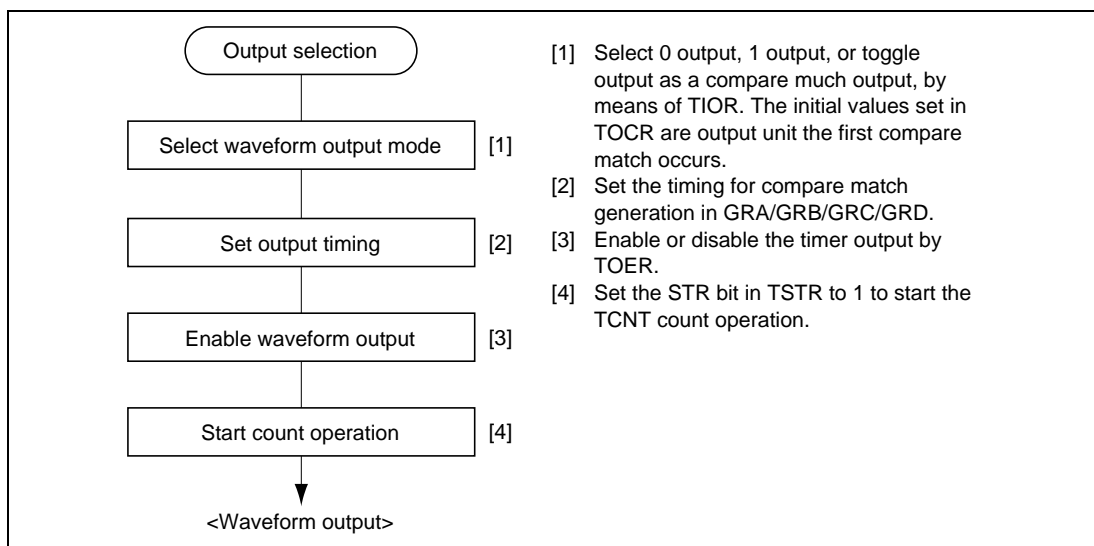 Output selection
Select waveform output mode [1]
Set output timing [2]
Enable waveform output [3]
Start count operation [4]
<Waveform output>
[1] Select 0 output, 1 output, or toggle
output as a compare much output, by
means of TIOR. The initial values set in
TOCR are output unit the first compare
match occurs.
[2] Set the timing for compare match
generation in GRA/GRB/GRC/GRD.
[3] Enable or disable the timer output by
TOER.
[4] Set the STR bit in TSTR to 1 to start the
TCNT count operation.